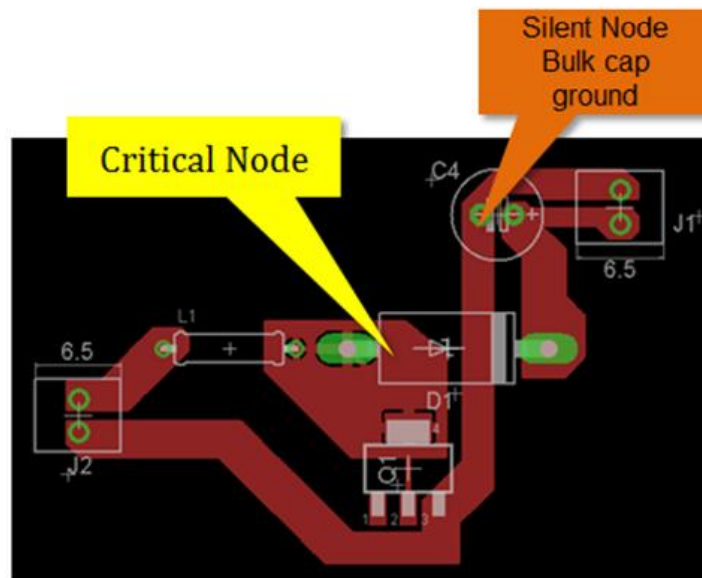 Silent Node
Bulk cap
ground
Critical Node
C4
+
J1
6.5
L1
6.5
D1
4
Q1
J2
1 2 3